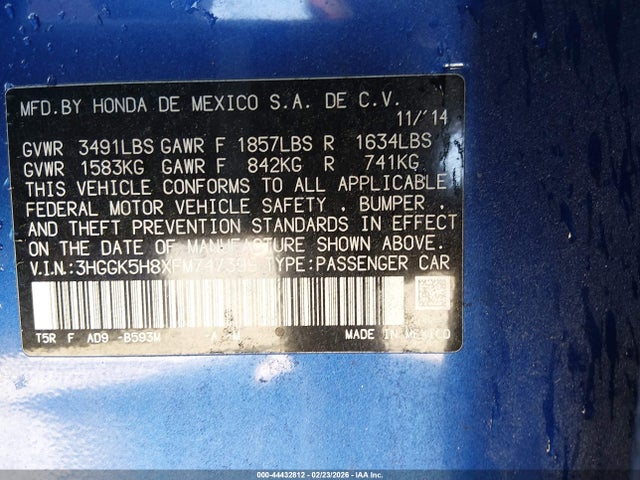 MFD.BY HONDA DE MEXICO S.A. DE C.V.
11/'14
GVWR 3491LBS GAWR F 1857LBS R 1634LBS
GVWR 1583KG GAWR F 842KG R 741KG
THIS VEHICLE CONFORMS TO ALL APPLICABLE
FEDERAL MOTOR VEHICLE SAFETY . BUMPER .
AND THEFT PREVENTION STANDARDS IN EFFECT
ON THE DATE OF MANUFACTURE SHOWN ABOVE.
V.I.N.: TYPE:PASSENGER CAR
T5R F AD9 -B593M -A
MADE IN MEXICO
000-44432812 - 02/23/2026 - IAA Inc.